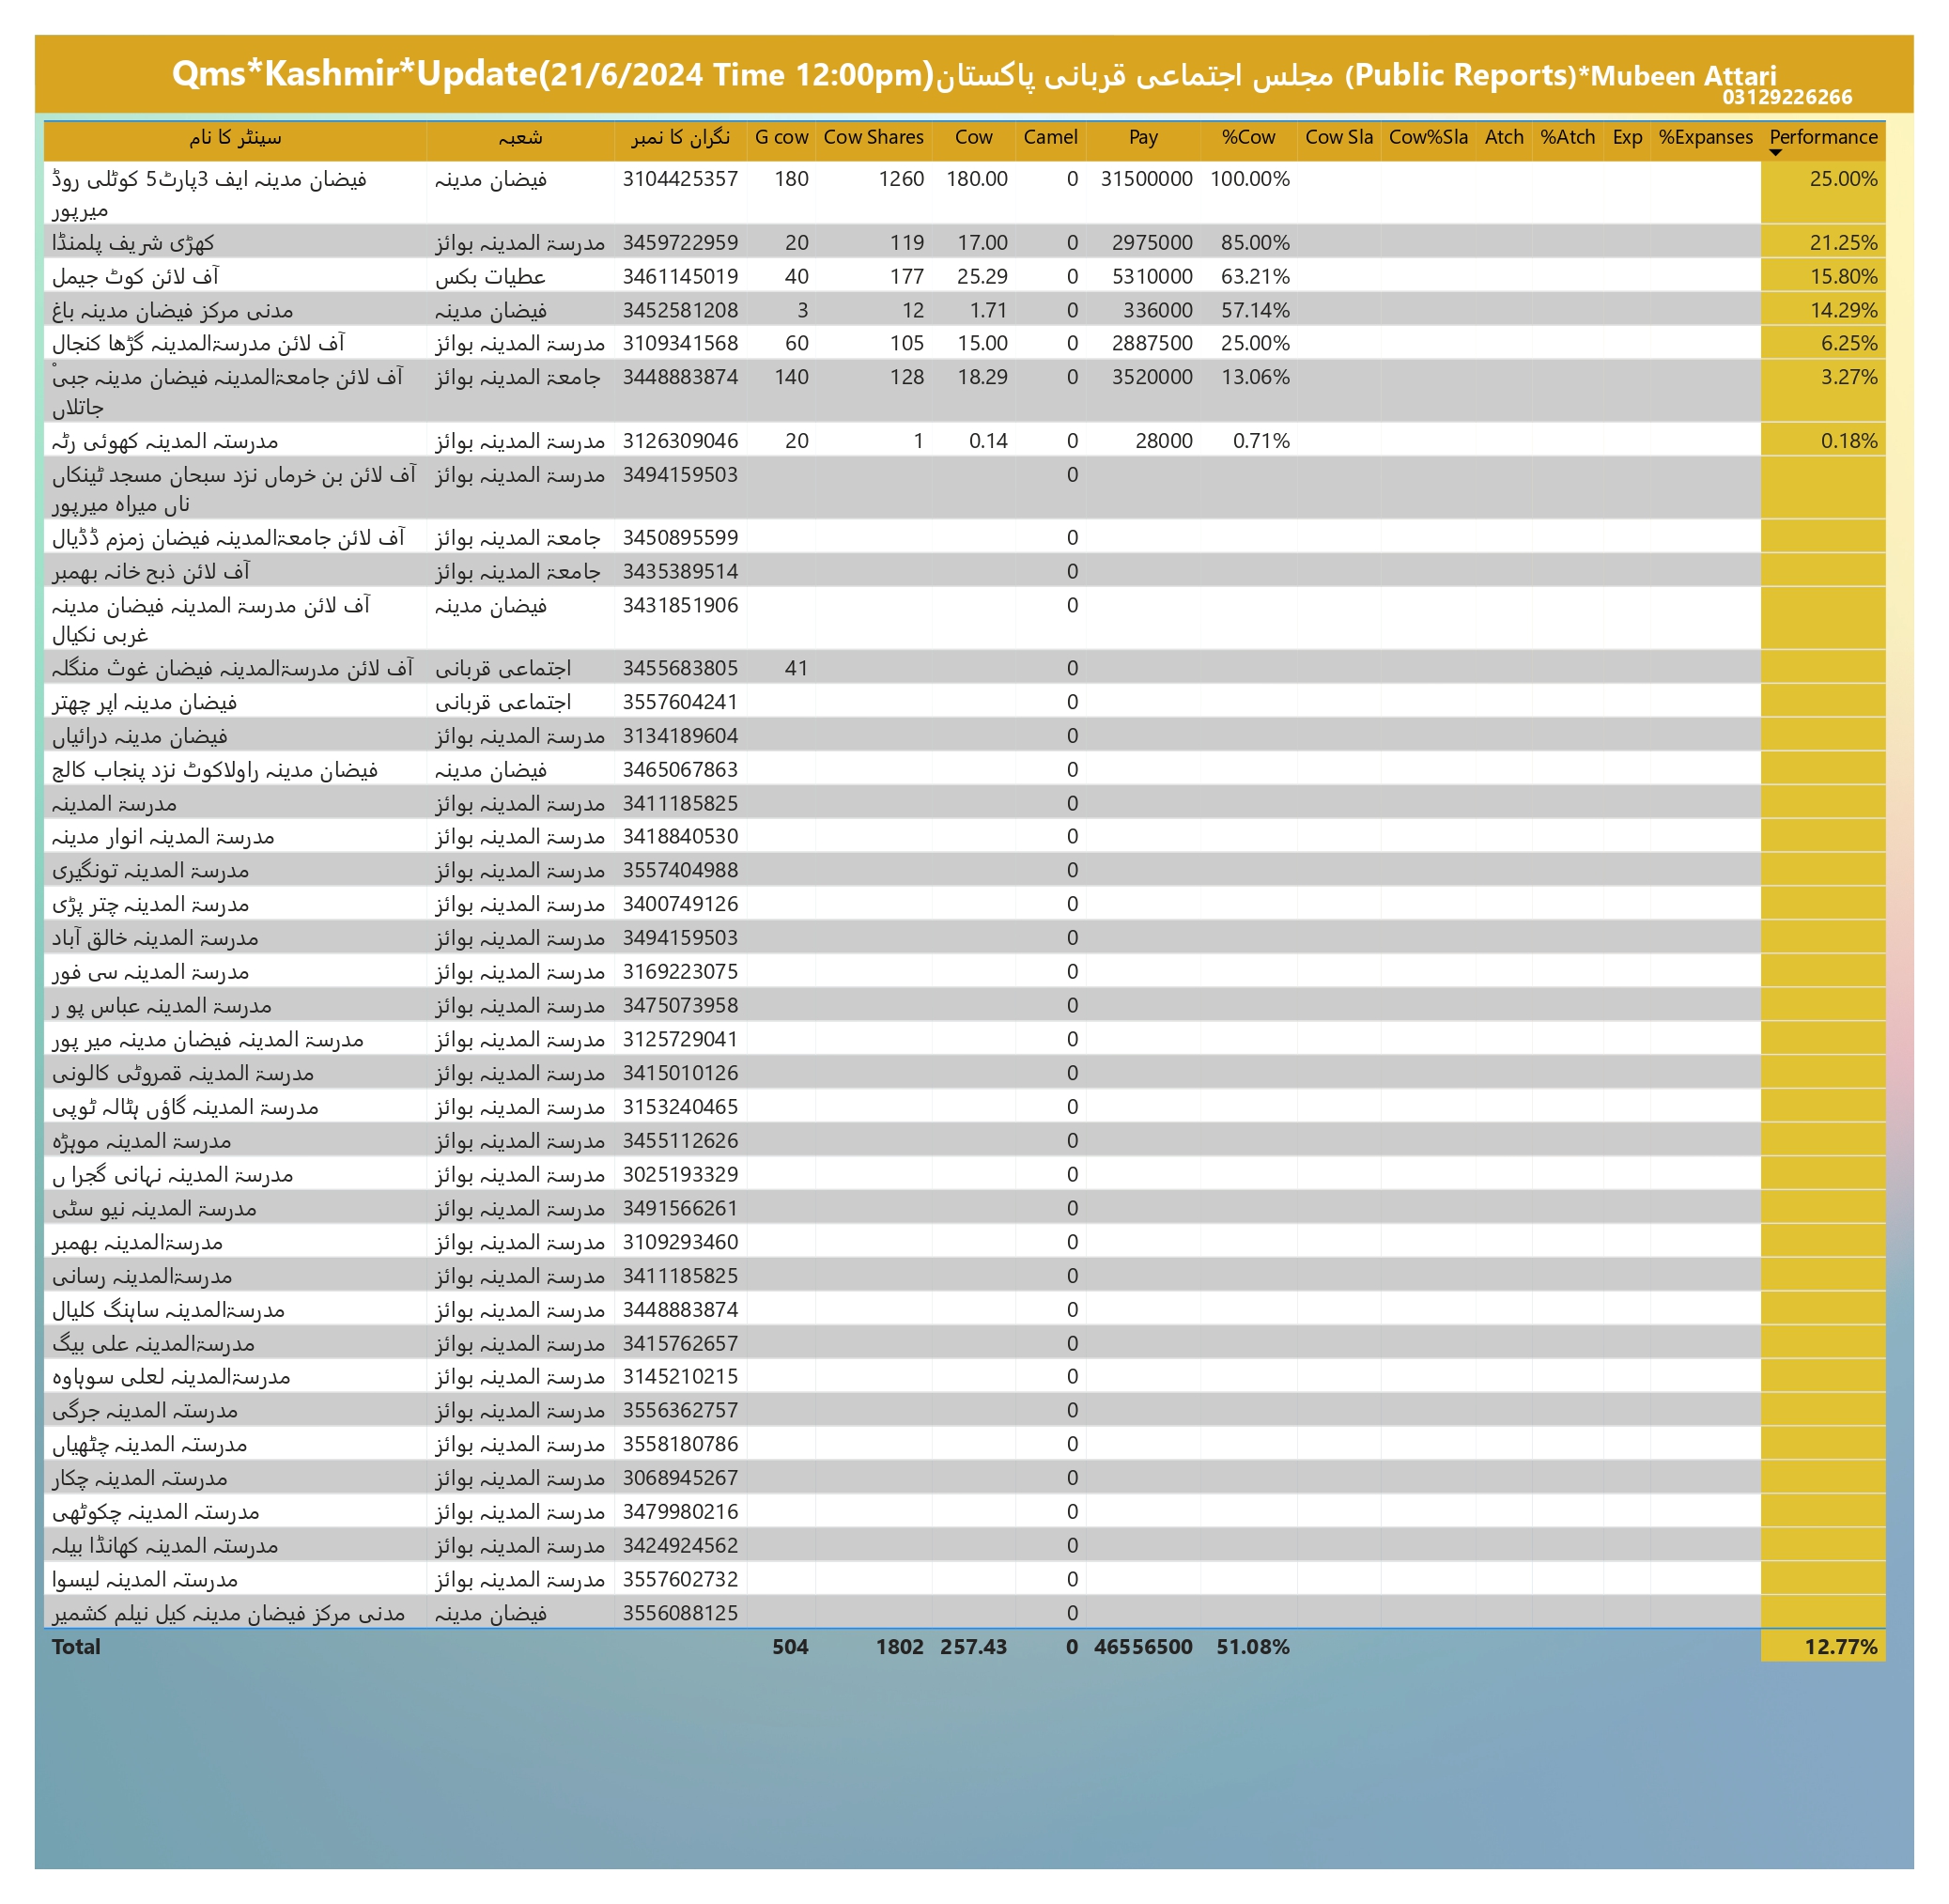 Qms*Kashmir*Update(21/6/2024 Time 12:00pm)مجلس اجتماعی قربانی پاکستان (Public Reports)*Mubeen Attari
03129226266
سینٹر کا نام شعبہ نگران کا نمبر G cow Cow Shares Cow Camel Pay %Cow Cow Sla Cow%Sla Atch %Atch Exp %Expanses Performance
فیضان مدینہ ایف 3پارٹ5 کوٹلی روڈ فیضان مدینہ 3104425357 180 1260 180.00 0 31500000 100.00% 25.00%
میرپور
کھڑی شریف پلمنڈا مدرسۃ المدینہ بوائز 3459722959 20 119 17.00 0 2975000 85.00% 21.25%
آف لائن کوٹ جیمل عطیات بکس 3461145019 40 177 25.29 0 5310000 63.21% 15.80%
مدنی مرکز فیضان مدینہ باغ فیضان مدینہ 3452581208 3 12 1.71 0 336000 57.14% 14.29%
آف لائن مدرسۃالمدینہ گڑھا کنجال مدرسۃ المدینہ بوائز 3109341568 60 105 15.00 0 2887500 25.00% 6.25%
آف لائن جامعۃالمدینہ فیضان مدینہ جبیْ جامعۃ المدینہ بوائز 3448883874 140 128 18.29 0 3520000 13.06% 3.27%
جاتلاں
مدرستہ المدینہ کھوئی رٹہ مدرسۃ المدینہ بوائز 3126309046 20 1 0.14 0 28000 0.71% 0.18%
آف لائن بن خرماں نزد سبحان مسجد ٹینکاں مدرسۃ المدینہ بوائز 3494159503 0
ناں میراہ میرپور
آف لائن جامعۃالمدینہ فیضان زمزم ڈڈیال جامعۃ المدینہ بوائز 3450895599 0
آف لائن ذبح خانہ بھمبر جامعۃ المدینہ بوائز 3435389514 0
آف لائن مدرسۃ المدینہ فیضان مدینہ فیضان مدینہ 3431851906 0
غربی نکیال
آف لائن مدرسۃالمدینہ فیضان غوث منگلہ اجتماعی قربانی 3455683805 41 0
فیضان مدینہ اپر چھتر اجتماعی قربانی 3557604241 0
فیضان مدینہ درائیاں مدرسۃ المدینہ بوائز 3134189604 0
فیضان مدینہ راولاکوٹ نزد پنجاب کالج فیضان مدینہ 3465067863 0
مدرسۃ المدینہ مدرسۃ المدینہ بوائز 3411185825 0
مدرسۃ المدینہ انوار مدینہ مدرسۃ المدینہ بوائز 3418840530 0
مدرسۃ المدینہ تونگیری مدرسۃ المدینہ بوائز 3557404988 0
مدرسۃ المدینہ چتر پڑی مدرسۃ المدینہ بوائز 3400749126 0
مدرسۃ المدینہ خالق آباد مدرسۃ المدینہ بوائز 3494159503 0
مدرسۃ المدینہ سی فور مدرسۃ المدینہ بوائز 3169223075 0
مدرسۃ المدینہ عباس پو ر مدرسۃ المدینہ بوائز 3475073958 0
مدرسۃ المدینہ فیضان مدینہ میر پور مدرسۃ المدینہ بوائز 3125729041 0
مدرسۃ المدینہ قمروٹی کالونی مدرسۃ المدینہ بوائز 3415010126 0
مدرسۃ المدینہ گاؤں ہٹالہ ٹوپی مدرسۃ المدینہ بوائز 3153240465 0
مدرسۃ المدینہ موہڑہ مدرسۃ المدینہ بوائز 3455112626 0
مدرسۃ المدینہ نہانی گجرا ں مدرسۃ المدینہ بوائز 3025193329 0
مدرسۃ المدینہ نیو سٹی مدرسۃ المدینہ بوائز 3491566261 0
مدرسۃالمدینہ بھمبر مدرسۃ المدینہ بوائز 3109293460 0
مدرسۃالمدینہ رسانی مدرسۃ المدینہ بوائز 3411185825 0
مدرسۃالمدینہ ساہنگ کلیال مدرسۃ المدینہ بوائز 3448883874 0
مدرسۃالمدینہ علی بیگ مدرسۃ المدینہ بوائز 3415762657 0
مدرسۃالمدینہ لعلی سوہاوہ مدرسۃ المدینہ بوائز 3145210215 0
مدرستہ المدینہ جرگی مدرسۃ المدینہ بوائز 3556362757 0
مدرستہ المدینہ چٹھیاں مدرسۃ المدینہ بوائز 3558180786 0
مدرستہ المدینہ چکار مدرسۃ المدینہ بوائز 3068945267 0
مدرستہ المدینہ چکوٹھی مدرسۃ المدینہ بوائز 3479980216 0
مدرستہ المدینہ کھانڈا بیلہ مدرسۃ المدینہ بوائز 3424924562 0
مدرستہ المدینہ لیسوا مدرسۃ المدینہ بوائز 3557602732 0
مدنی مرکز فیضان مدینہ کیل نیلم کشمیر فیضان مدینہ 3556088125 0
Total 504 1802 257.43 0 46556500 51.08% 12.77%